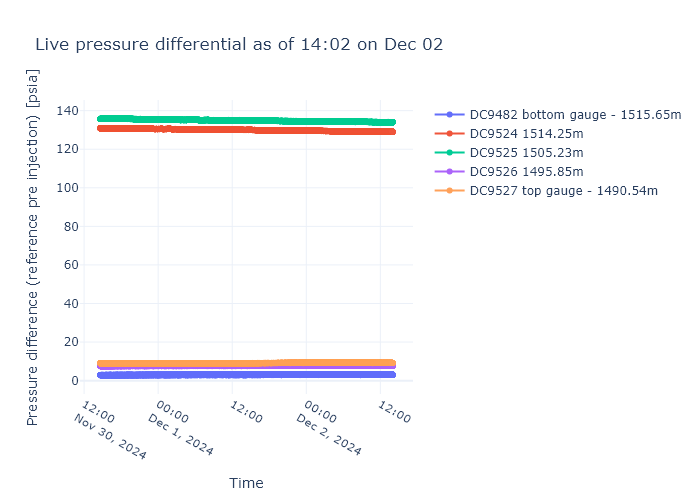 Live pressure differential as of 14:02 on Dec 02
Pressure difference (reference pre injection) [psia]
140
120
100
80
60
40
20
0
12:00
Nov 30, 2024
00:00
Dec 1, 2024
12:00
00:00
Dec 2, 2024
12:00
Time
DC9482 bottom gauge - 1515.65m
DC9524 1514.25m
DC9525 1505.23m
DC9526 1495.85m
DC9527 top gauge - 1490.54m